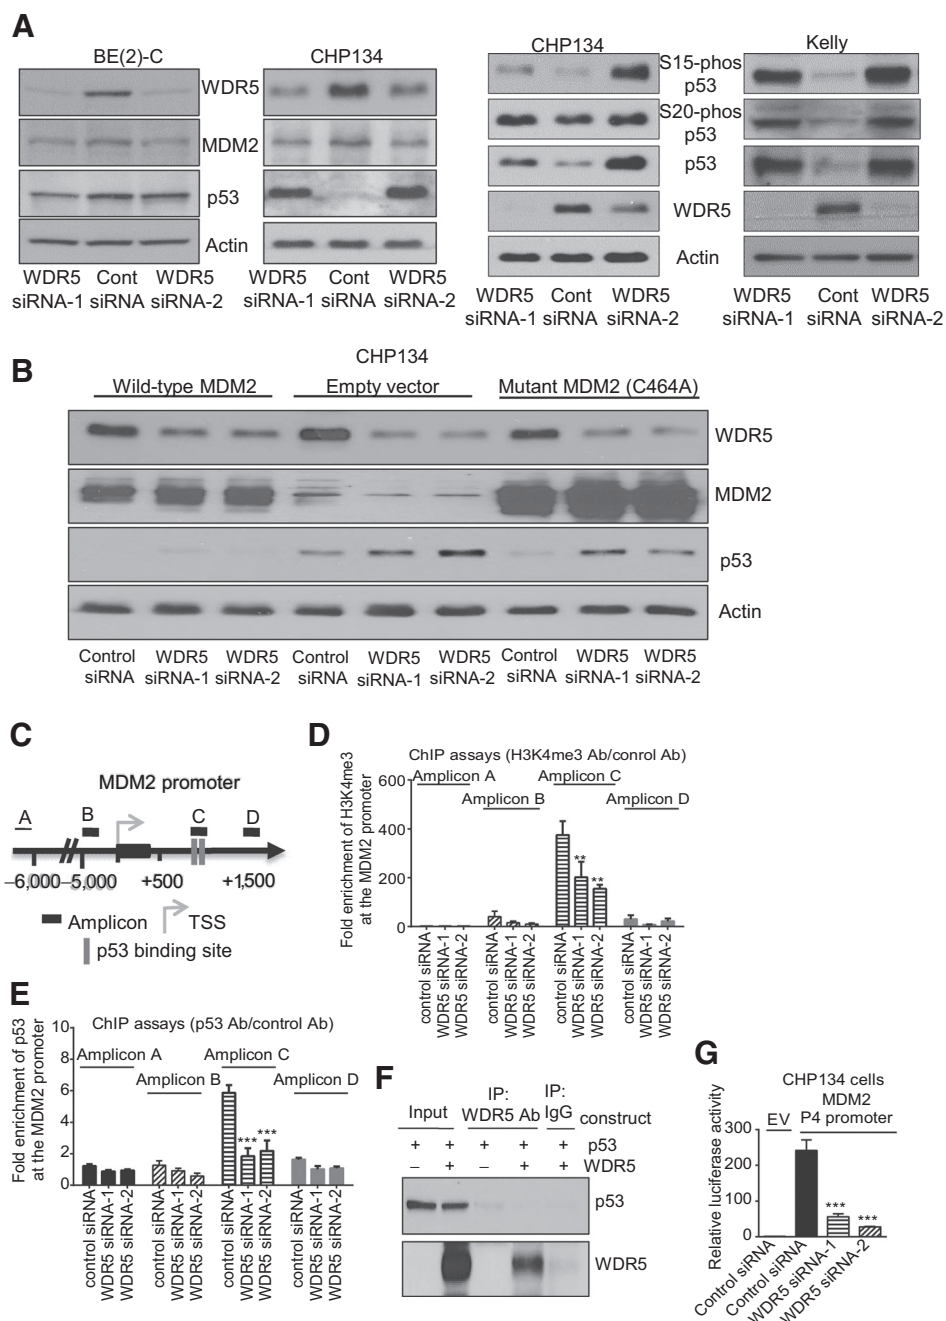 A
BE(2)-C
CHP134
WDR5
MDM2
p53
Actin
WDR5 siRNA-1
Cont siRNA
WDR5 siRNA-2
WDR5 siRNA-1
Cont siRNA
WDR5 siRNA-2
CHP134
Kelly
S15-phos p53
S20-phos p53
p53
WDR5
Actin
WDR5 siRNA-1
Cont siRNA
WDR5 siRNA-2
WDR5 siRNA-1
Cont siRNA
WDR5 siRNA-2
B
CHP134
Wild-type MDM2
Empty vector
Mutant MDM2 (C464A)
WDR5
MDM2
p53
Actin
Control siRNA
WDR5 siRNA-1
WDR5 siRNA-2
Control siRNA
WDR5 siRNA-1
WDR5 siRNA-2
Control siRNA
WDR5 siRNA-1
WDR5 siRNA-2
C
MDM2 promoter
A
B
C
D
–6,000
–5,000
+500
+1,500
Amplicon
TSS
p53 binding site
D
ChIP assays (H3K4me3 Ab/conrol Ab)
Fold enrichment of H3K4me3
at the MDM2 promoter
600
400
200
0
Amplicon A
Amplicon B
Amplicon C
Amplicon D
**
**
control siRNA
WDR5 siRNA-1
WDR5 siRNA-2
control siRNA
WDR5 siRNA-1
WDR5 siRNA-2
control siRNA
WDR5 siRNA-1
WDR5 siRNA-2
control siRNA
WDR5 siRNA-1
WDR5 siRNA-2
E
ChIP assays (p53 Ab/control Ab)
Fold enrichment of p53
at the MDM2 promoter
10
8
6
4
2
0
Amplicon A
Amplicon B
Amplicon C
Amplicon D
***
***
control siRNA
WDR5 siRNA-1
WDR5 siRNA-2
control siRNA
WDR5 siRNA-1
WDR5 siRNA-2
control siRNA
WDR5 siRNA-1
WDR5 siRNA-2
control siRNA
WDR5 siRNA-1
WDR5 siRNA-2
F
Input
IP: WDR5 Ab
IP: IgG
construct
+ + + + + p53
– + – + + WDR5
p53
WDR5
G
CHP134 cells
MDM2
EV
P4 promoter
Relative luciferase activity
300
200
100
0
***
***
Control siRNA
Control siRNA
WDR5 siRNA-1
WDR5 siRNA-2